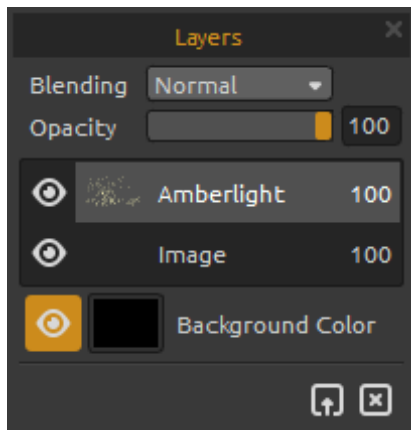 Layers
Blending Normal
Opacity 100
Amberlight 100
Image 100
Background Color